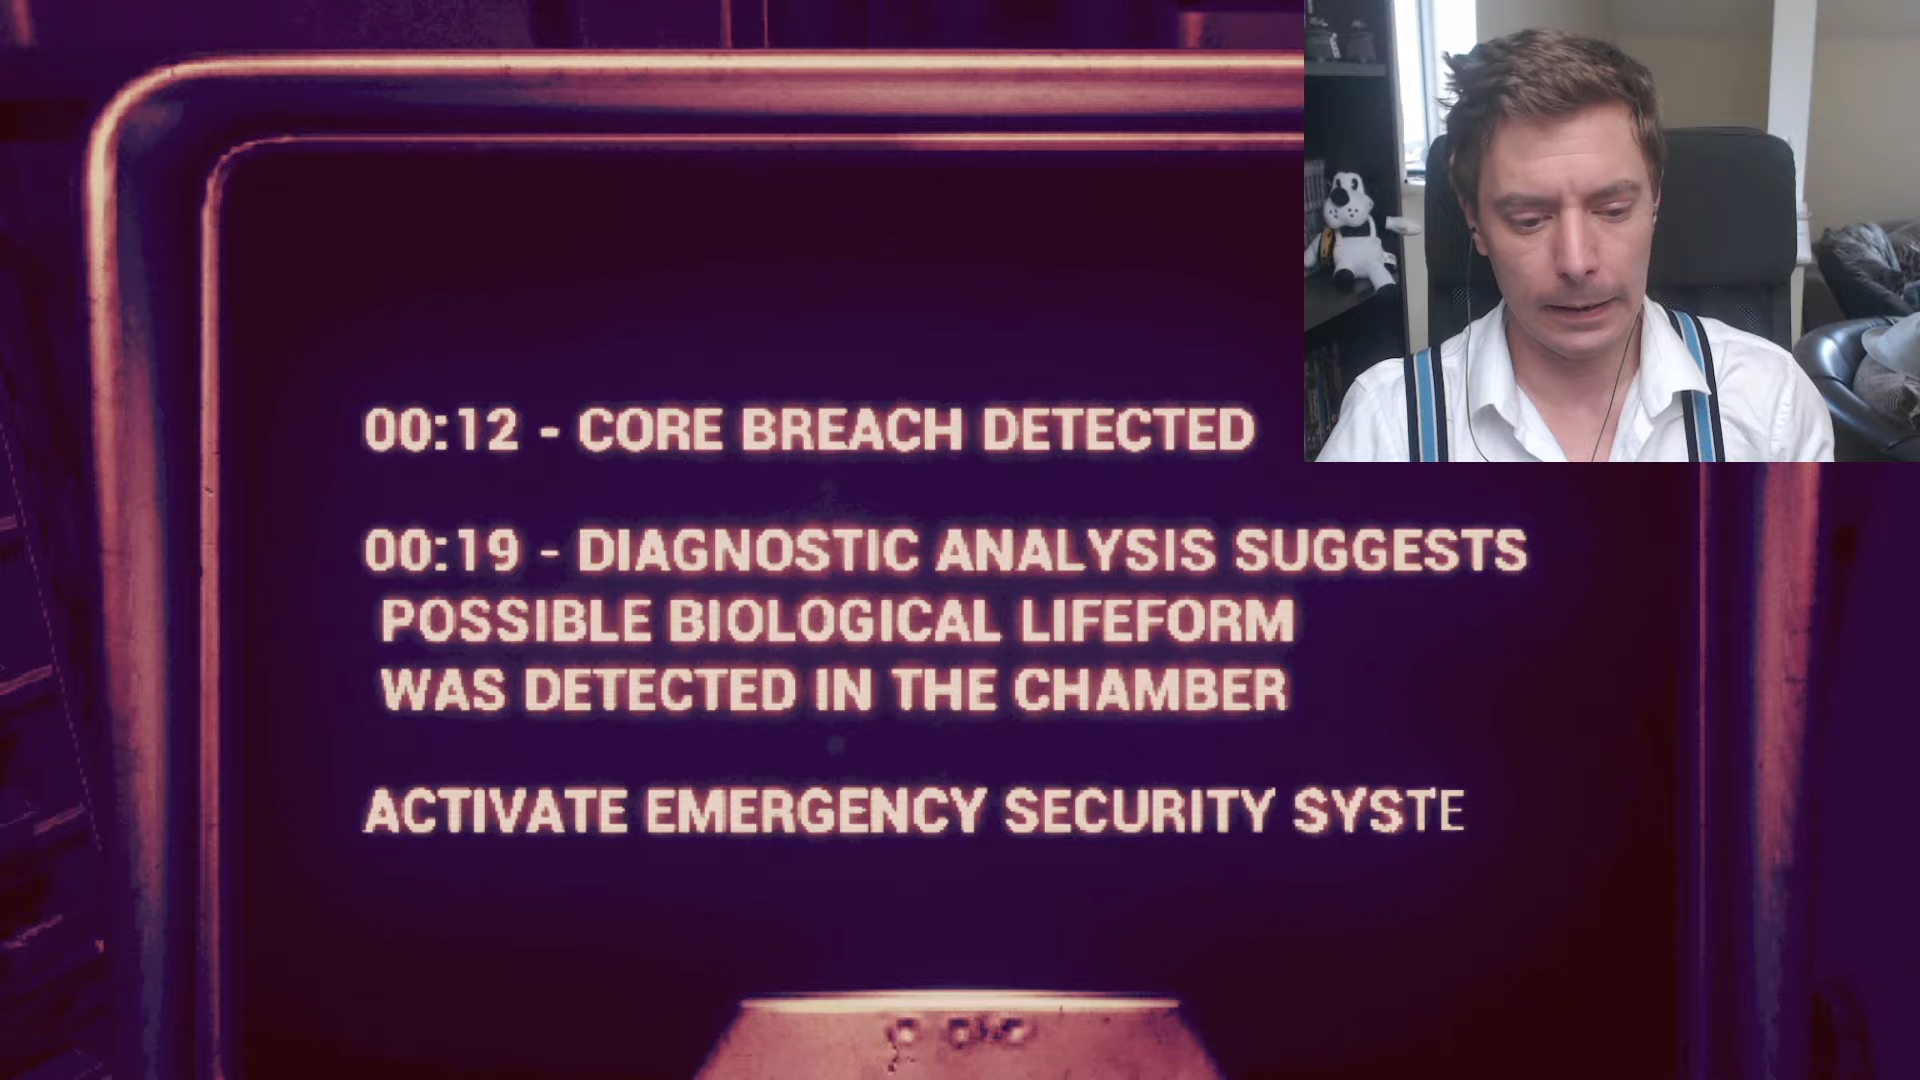 00:12 - CORE BREACH DETECTED
00:19 - DIAGNOSTIC ANALYSIS SUGGESTS
POSSIBLE BIOLOGICAL LIFEFORM
WAS DETECTED IN THE CHAMBER
ACTIVATE EMERGENCY SECURITY SYSTE